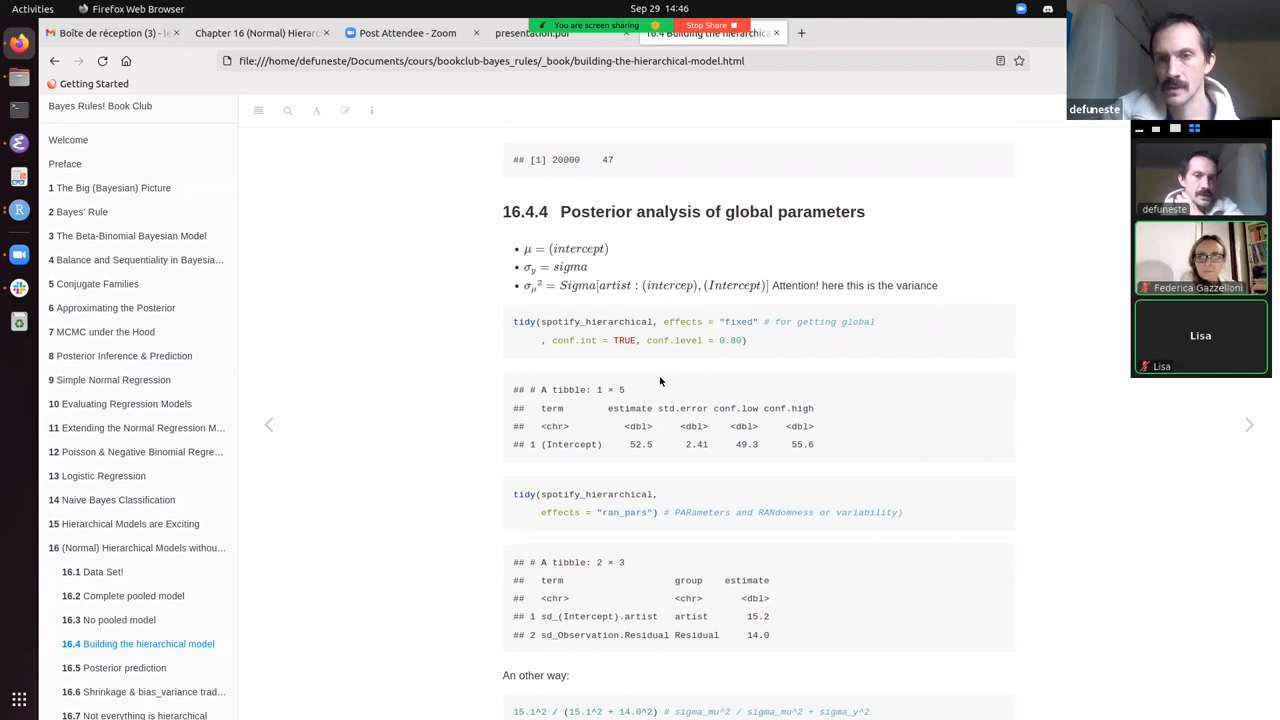 Activities
Firefox Web Browser
Sep 29 14:46
You are screen sharing
Stop Share
Boîte de réception (3) - le
Chapter 16 (Normal) Hierarc
Post Attendee - Zoom
presentation.pdf
16.4 Building the hierarchica
file:///home/defuneste/Documents/cours/bookclub-bayes_rules/_book/building-the-hierarchical-model.html
Getting Started
Bayes Rules! Book Club
Welcome
Preface
1 The Big (Bayesian) Picture
2 Bayes' Rule
3 The Beta-Binomial Bayesian Model
4 Balance and Sequentiality in Bayesia…
5 Conjugate Families
6 Approximating the Posterior
7 MCMC under the Hood
8 Posterior Inference & Prediction
9 Simple Normal Regression
10 Evaluating Regression Models
11 Extending the Normal Regression M…
12 Poisson & Negative Binomial Regre…
13 Logistic Regression
14 Naive Bayes Classification
15 Hierarchical Models are Exciting
16 (Normal) Hierarchical Models withou…
16.1 Data Set!
16.2 Complete pooled model
16.3 No pooled model
16.4 Building the hierarchical model
16.5 Posterior prediction
16.6 Shrinkage & bias_variance trad…
16.7 Not everything is hierarchical
## [1] 20000    47
16.4.4 Posterior analysis of global parameters
• μ = (intercept)
• σ_y = sigma
• σ_μ² = Sigma[artist : (intercep), (Intercept)] Attention! here this is the variance
tidy(spotify_hierarchical, effects = "fixed" # for getting global
, conf.int = TRUE, conf.level = 0.80)
## # A tibble: 1 × 5
##   term        estimate std.error conf.low conf.high
##   <chr>          <dbl>     <dbl>    <dbl>     <dbl>
## 1 (Intercept)     52.5      2.41     49.3      55.6
tidy(spotify_hierarchical,
effects = "ran_pars") # PARameters and RANdomness or variability)
## # A tibble: 2 × 3
##   term                    group    estimate
##   <chr>                   <chr>       <dbl>
## 1 sd_(Intercept).artist   artist       15.2
## 2 sd_Observation.Residual Residual     14.0
An other way:
15.1^2 / (15.1^2 + 14.0^2) # sigma_mu^2 / sigma_mu^2 + sigma_y^2
defuneste
defuneste
Federica Gazzelloni
Lisa
Lisa